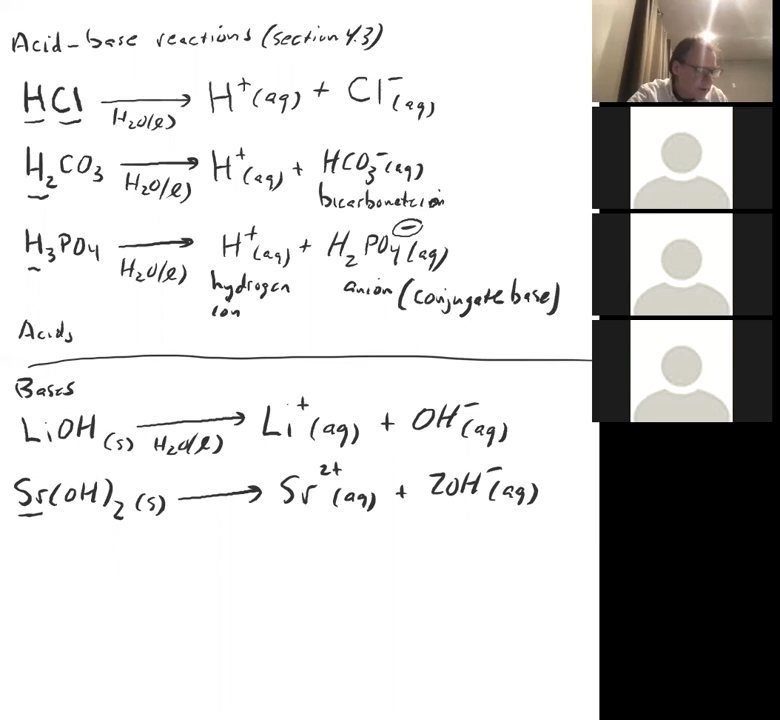 Acid-base reactions (section 4.3)
HCl → H⁺(aq) + Cl⁻(aq)
H₂O(l)
H₂CO₃ → H⁺(aq) + HCO₃⁻(aq)
H₂O(l) bicarbonate ion
H₃PO₄ → H⁺(aq) + H₂PO₄⁻(aq)
H₂O(l) hydrogen ion anion (conjugate base)
Acids
Bases
LiOH(s) → Li⁺(aq) + OH⁻(aq)
H₂O(l)
Sr(OH)₂(s) → Sr²⁺(aq) + 2OH⁻(aq)